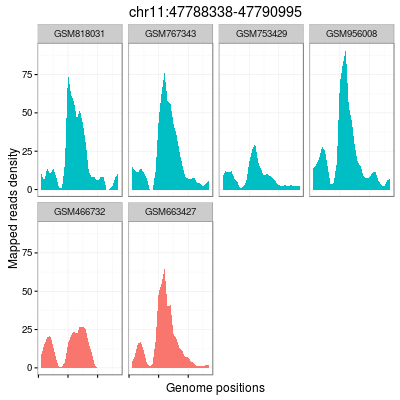 chr11:47788338-47790995
GSM818031 GSM767343 GSM753429 GSM956008
75
50
25
0
GSM466732 GSM663427
75
50
25
0
Mapped reads density
Genome positions